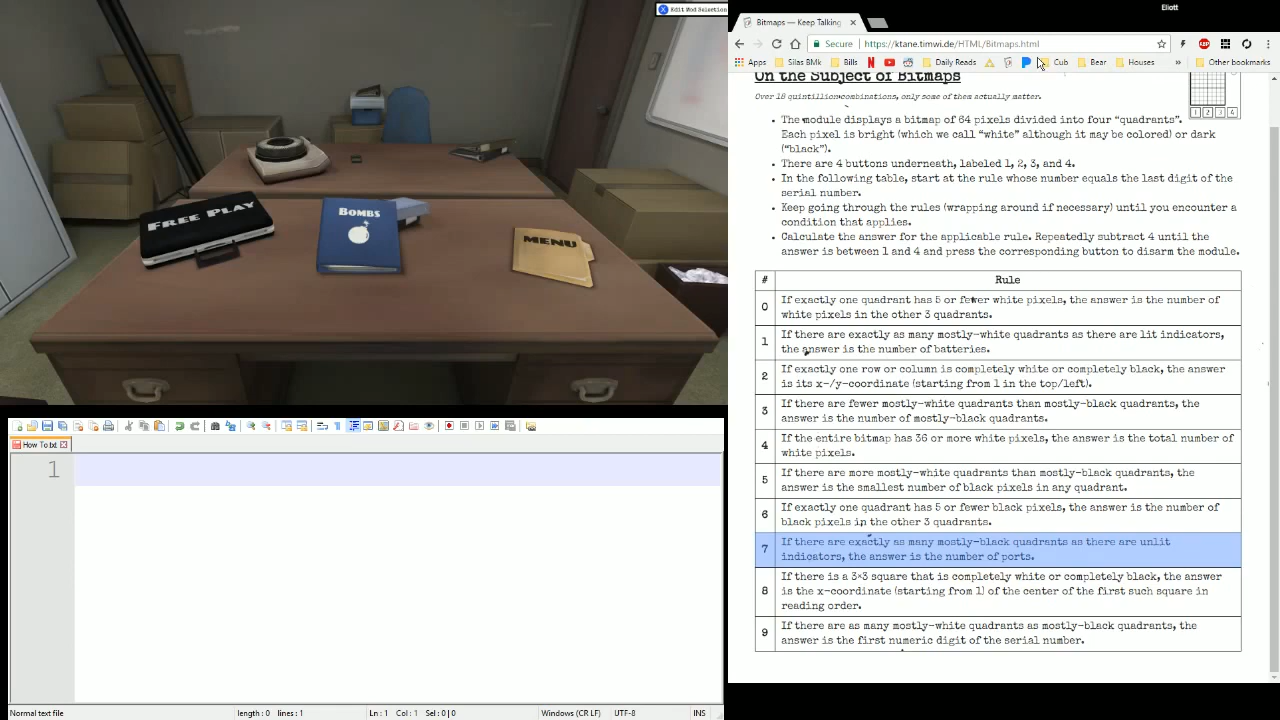 Edit Mod Selection
FREE PLAY
BOMBS
MENU
How To.txt
1
Normal text file
length : 0 lines : 1
Ln : 1 Col : 1 Sel : 0 | 0
Windows (CR LF)
UTF-8
INS
Eliott
Bitmaps — Keep Talking
Secure
https://ktane.timwi.de/HTML/Bitmaps.html
Apps
Silas BMk
Bills
Daily Reads
Cub
Bear
Houses
»
Other bookmarks
On the Subject of Bitmaps
Over 18 quintillion combinations, only some of them actually matter.
1 2 3 4
• The module displays a bitmap of 64 pixels divided into four “quadrants”.
Each pixel is bright (which we call “white” although it may be colored) or dark
(“black”).
• There are 4 buttons underneath, labeled 1, 2, 3, and 4.
• In the following table, start at the rule whose number equals the last digit of the
serial number.
• Keep going through the rules (wrapping around if necessary) until you encounter a
condition that applies.
• Calculate the answer for the applicable rule. Repeatedly subtract 4 until the
answer is between 1 and 4 and press the corresponding button to disarm the module.
# Rule
0 If exactly one quadrant has 5 or fewer white pixels, the answer is the number of
white pixels in the other 3 quadrants.
1 If there are exactly as many mostly-white quadrants as there are lit indicators,
the answer is the number of batteries.
2 If exactly one row or column is completely white or completely black, the answer
is its x-/y-coordinate (starting from 1 in the top/left).
3 If there are fewer mostly-white quadrants than mostly-black quadrants, the
answer is the number of mostly-black quadrants.
4 If the entire bitmap has 36 or more white pixels, the answer is the total number of
white pixels.
5 If there are more mostly-white quadrants than mostly-black quadrants, the
answer is the smallest number of black pixels in any quadrant.
6 If exactly one quadrant has 5 or fewer black pixels, the answer is the number of
black pixels in the other 3 quadrants.
7 If there are exactly as many mostly-black quadrants as there are unlit
indicators, the answer is the number of ports.
8 If there is a 3×3 square that is completely white or completely black, the answer
is the x-coordinate (starting from 1) of the center of the first such square in
reading order.
9 If there are as many mostly-white quadrants as mostly-black quadrants, the
answer is the first numeric digit of the serial number.